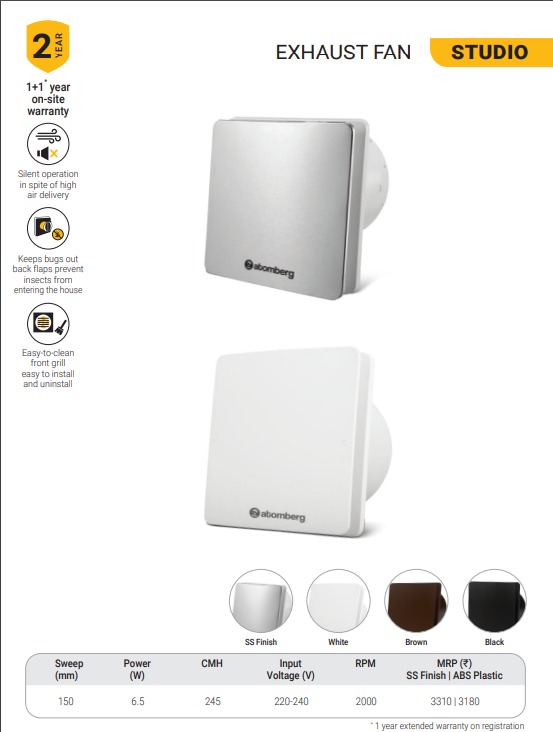 2 YEAR
EXHAUST FAN
STUDIO
1+1* year
on-site
warranty
Silent operation
in spite of high
air delivery
Keeps bugs out
back flaps prevent
insects from
entering the house
Easy-to-clean
front grill
easy to install
and uninstall
atomberg
atomberg
SS Finish
White
Brown
Black
Sweep (mm) Power (W) CMH Input Voltage (V) RPM MRP (₹) SS Finish | ABS Plastic
150 6.5 245 220-240 2000 3310 | 3180
* 1 year extended warranty on registration